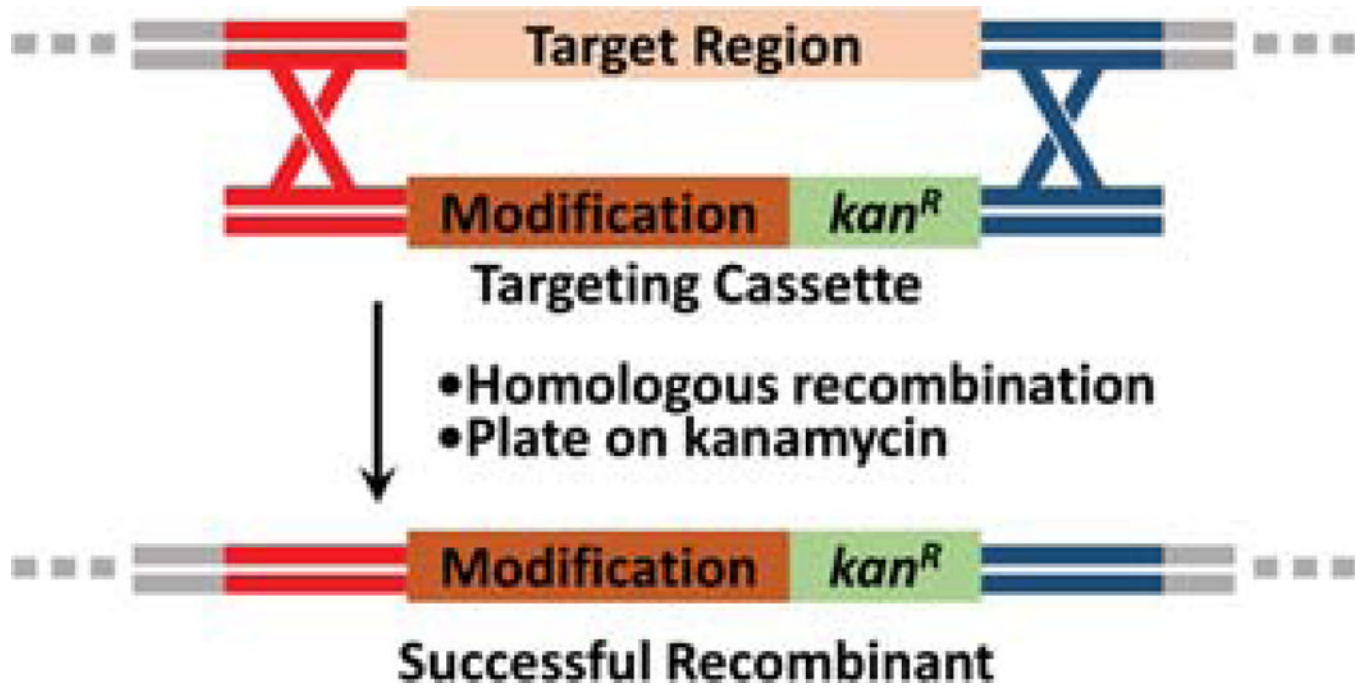 Target Region
Modification kanᴿ
Targeting Cassette
•Homologous recombination
•Plate on kanamycin
Modification kanᴿ
Successful Recombinant